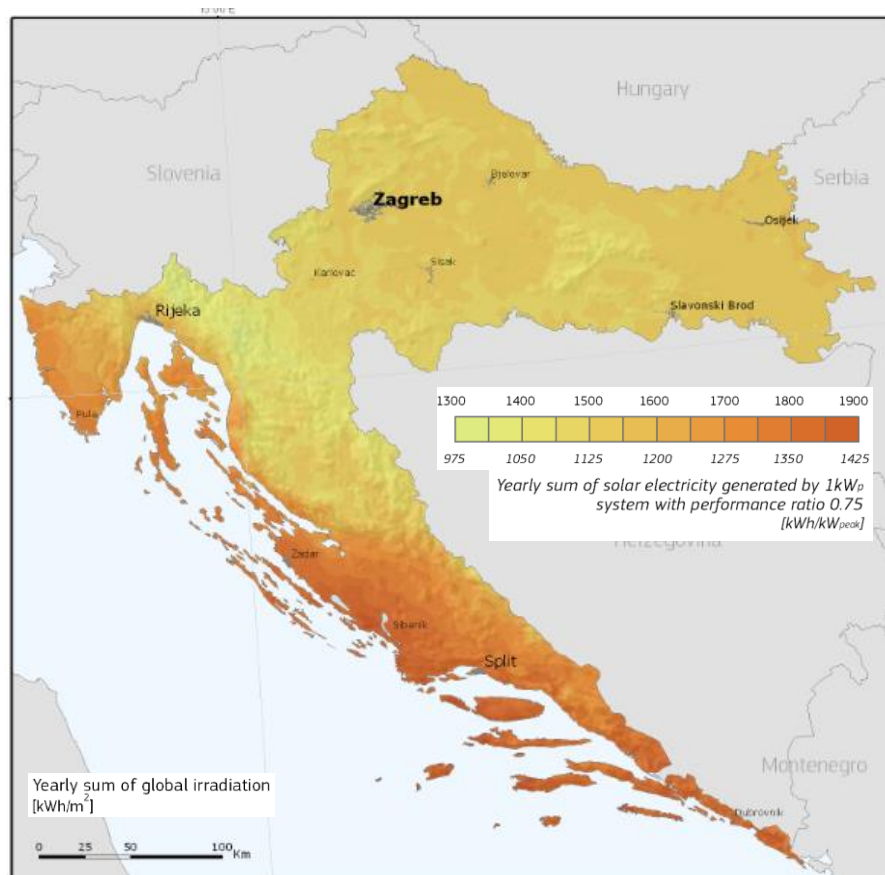 Hungary
Slovenia
Bjelovar
Serbia
Zagreb
Osijek
Sisak
Karlovac
Slavonski Brod
Rijeka
1300 1400 1500 1600 1700 1800 1900
Pula
975 1050 1125 1200 1275 1350 1425
Yearly sum of solar electricity generated by 1kWp
system with performance ratio 0.75
[kWh/kWpeak]
Herzegovina
Zadar
Sibenik
Split
Montenegro
Yearly sum of global irradiation
[kWh/m²]
Dubrovnik
0 25 50 100
Km